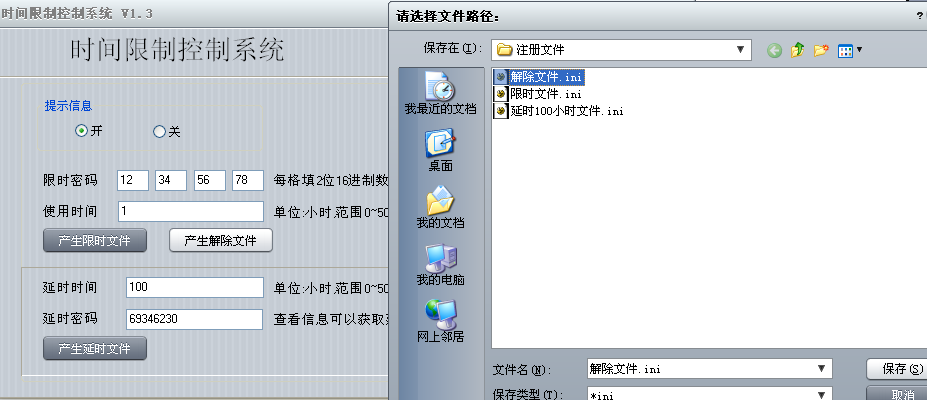 时间限制控制系统 V1.3
时间限制控制系统
提示信息
开 关
限时密码 12 34 56 78 每格填2位16进制数
使用时间 1 单位:小时,范围0~50
产生限时文件 产生解除文件
延时时间 100 单位:小时,范围0~50
延时密码 69346230 查看信息可以获取
产生延时文件
请选择文件路径: ?
保存在(I): 注册文件
解除文件.ini
限时文件.ini
延时100小时文件.ini
我最近的文档
桌面
我的文档
我的电脑
网上邻居
文件名(N): 解除文件.ini 保存(S)
保存类型(T): *ini 取消